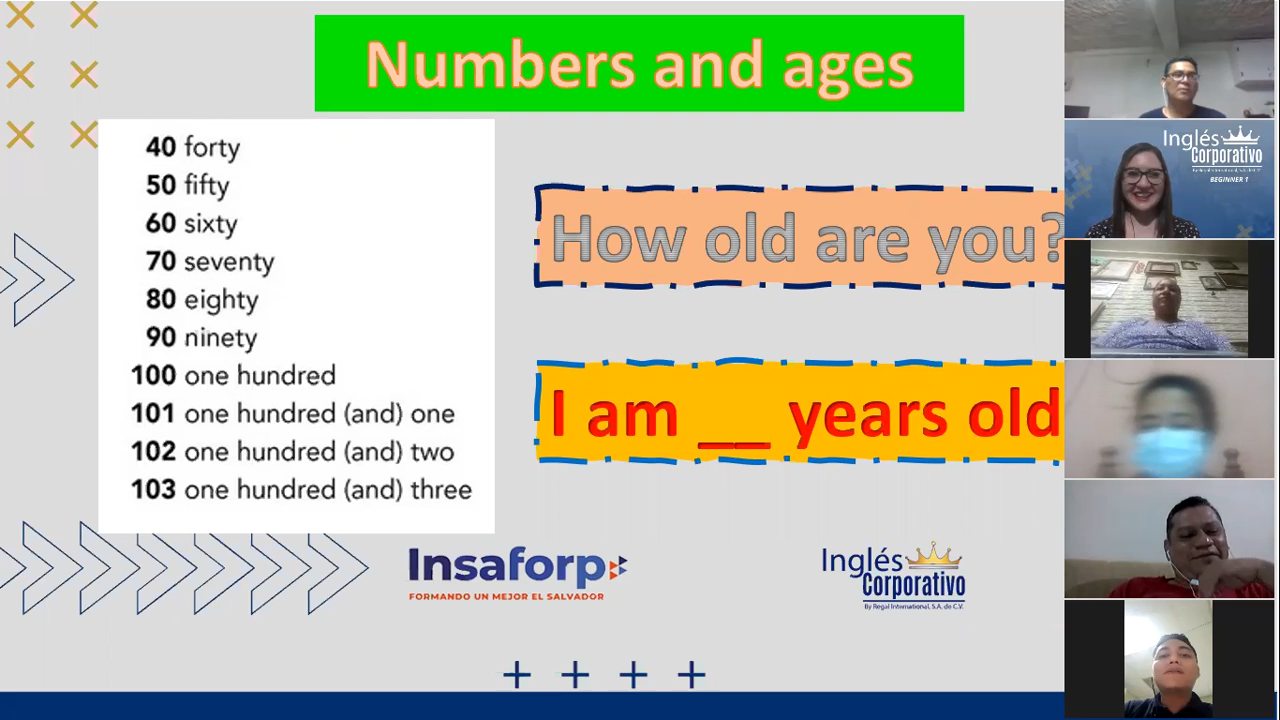 Numbers and ages
40 forty
50 fifty
60 sixty
70 seventy
80 eighty
90 ninety
100 one hundred
101 one hundred (and) one
102 one hundred (and) two
103 one hundred (and) three
How old are you?
I am __ years old
Insaforp
FORMANDO UN MEJOR EL SALVADOR
Inglés
Corporativo
By Regal International, S.A. de C.V.
Inglés
Corporativo
BEGINNER 1